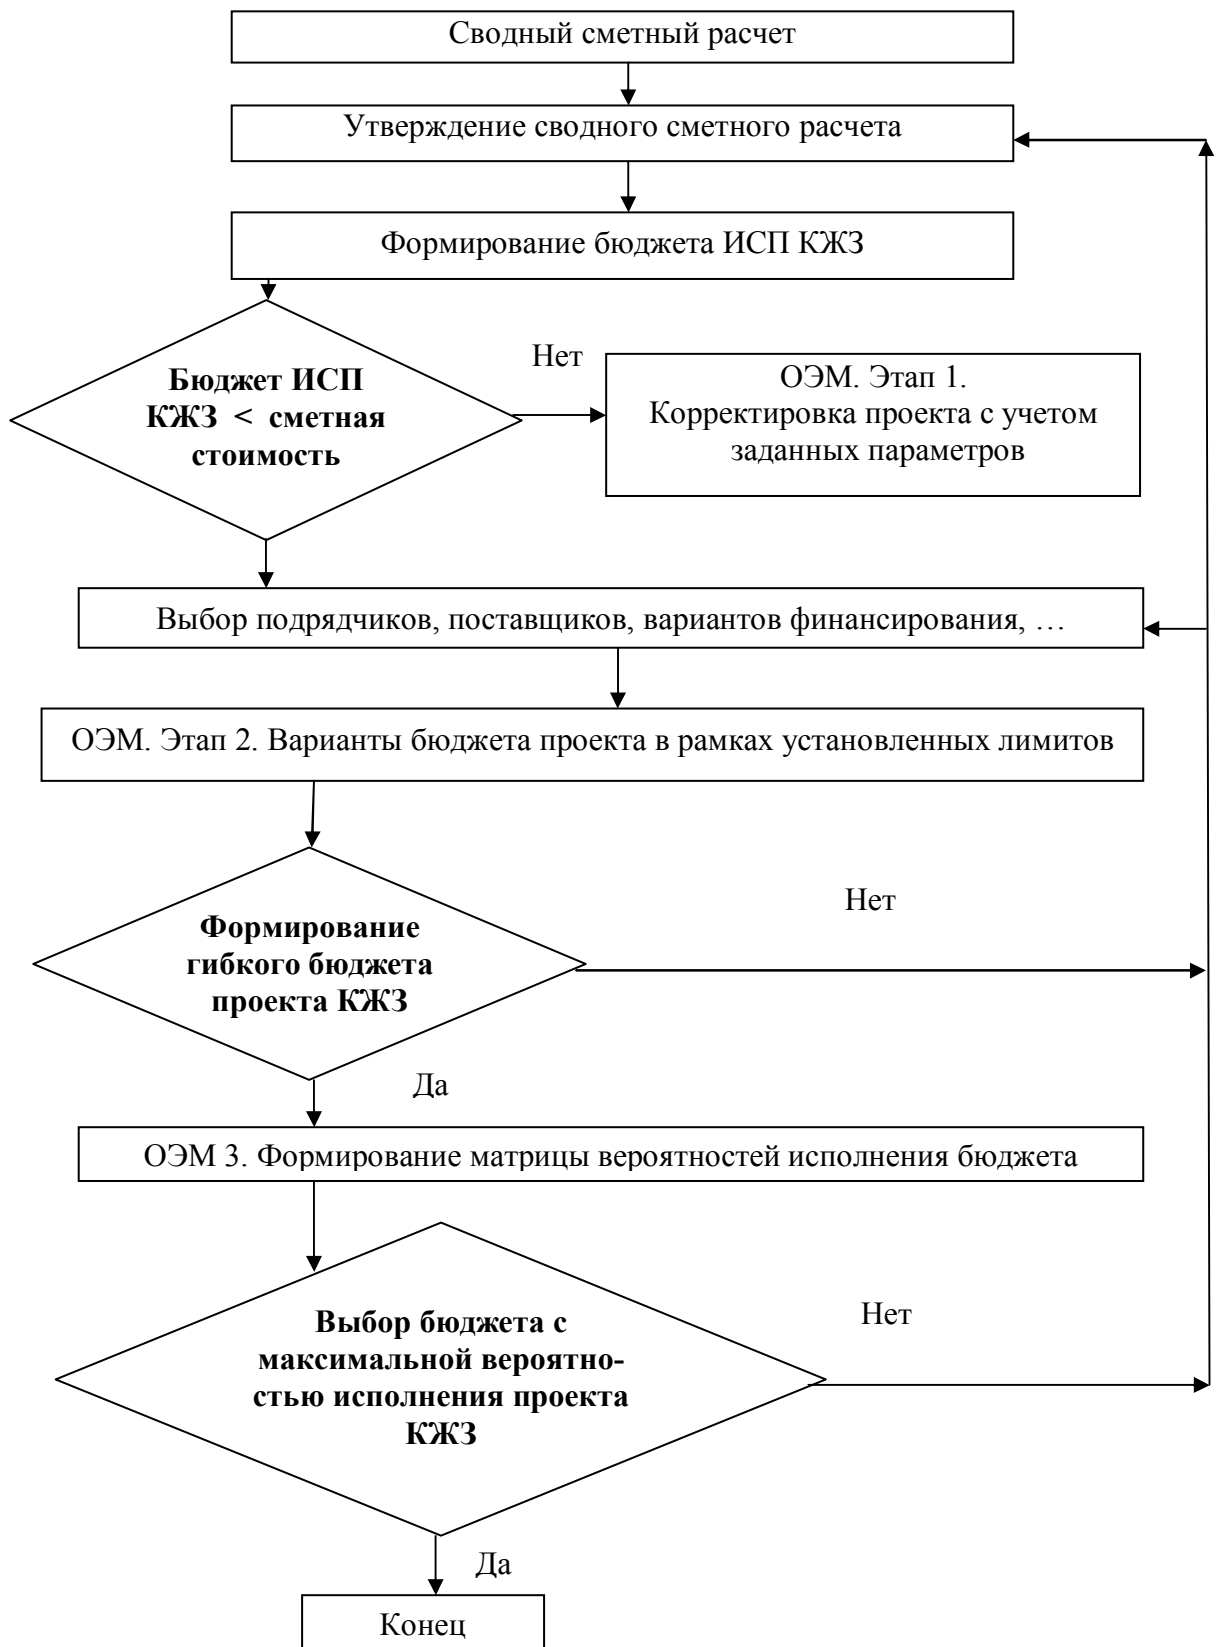 Сводный сметный расчет
Утверждение сводного сметного расчета
Формирование бюджета ИСП КЖЗ
Бюджет ИСП
КЖЗ < сметная
стоимость
Нет
ОЭМ. Этап 1.
Корректировка проекта с учетом
заданных параметров
Выбор подрядчиков, поставщиков, вариантов финансирования, …
ОЭМ. Этап 2. Варианты бюджета проекта в рамках установленных лимитов
Формирование
гибкого бюджета
проекта КЖЗ
Нет
Да
ОЭМ 3. Формирование матрицы вероятностей исполнения бюджета
Выбор бюджета с
максимальной вероятно-
стью исполнения проекта
КЖЗ
Нет
Да
Конец